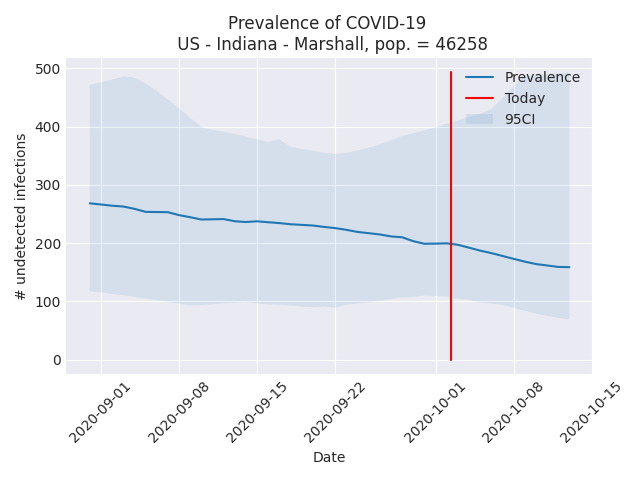 Prevalence of COVID-19
US - Indiana - Marshall, pop. = 46258
500
400
300
200
100
0
# undetected infections
Prevalence
Today
95CI
2020-09-01
2020-09-08
2020-09-15
2020-09-22
2020-10-01
2020-10-08
2020-10-15
Date